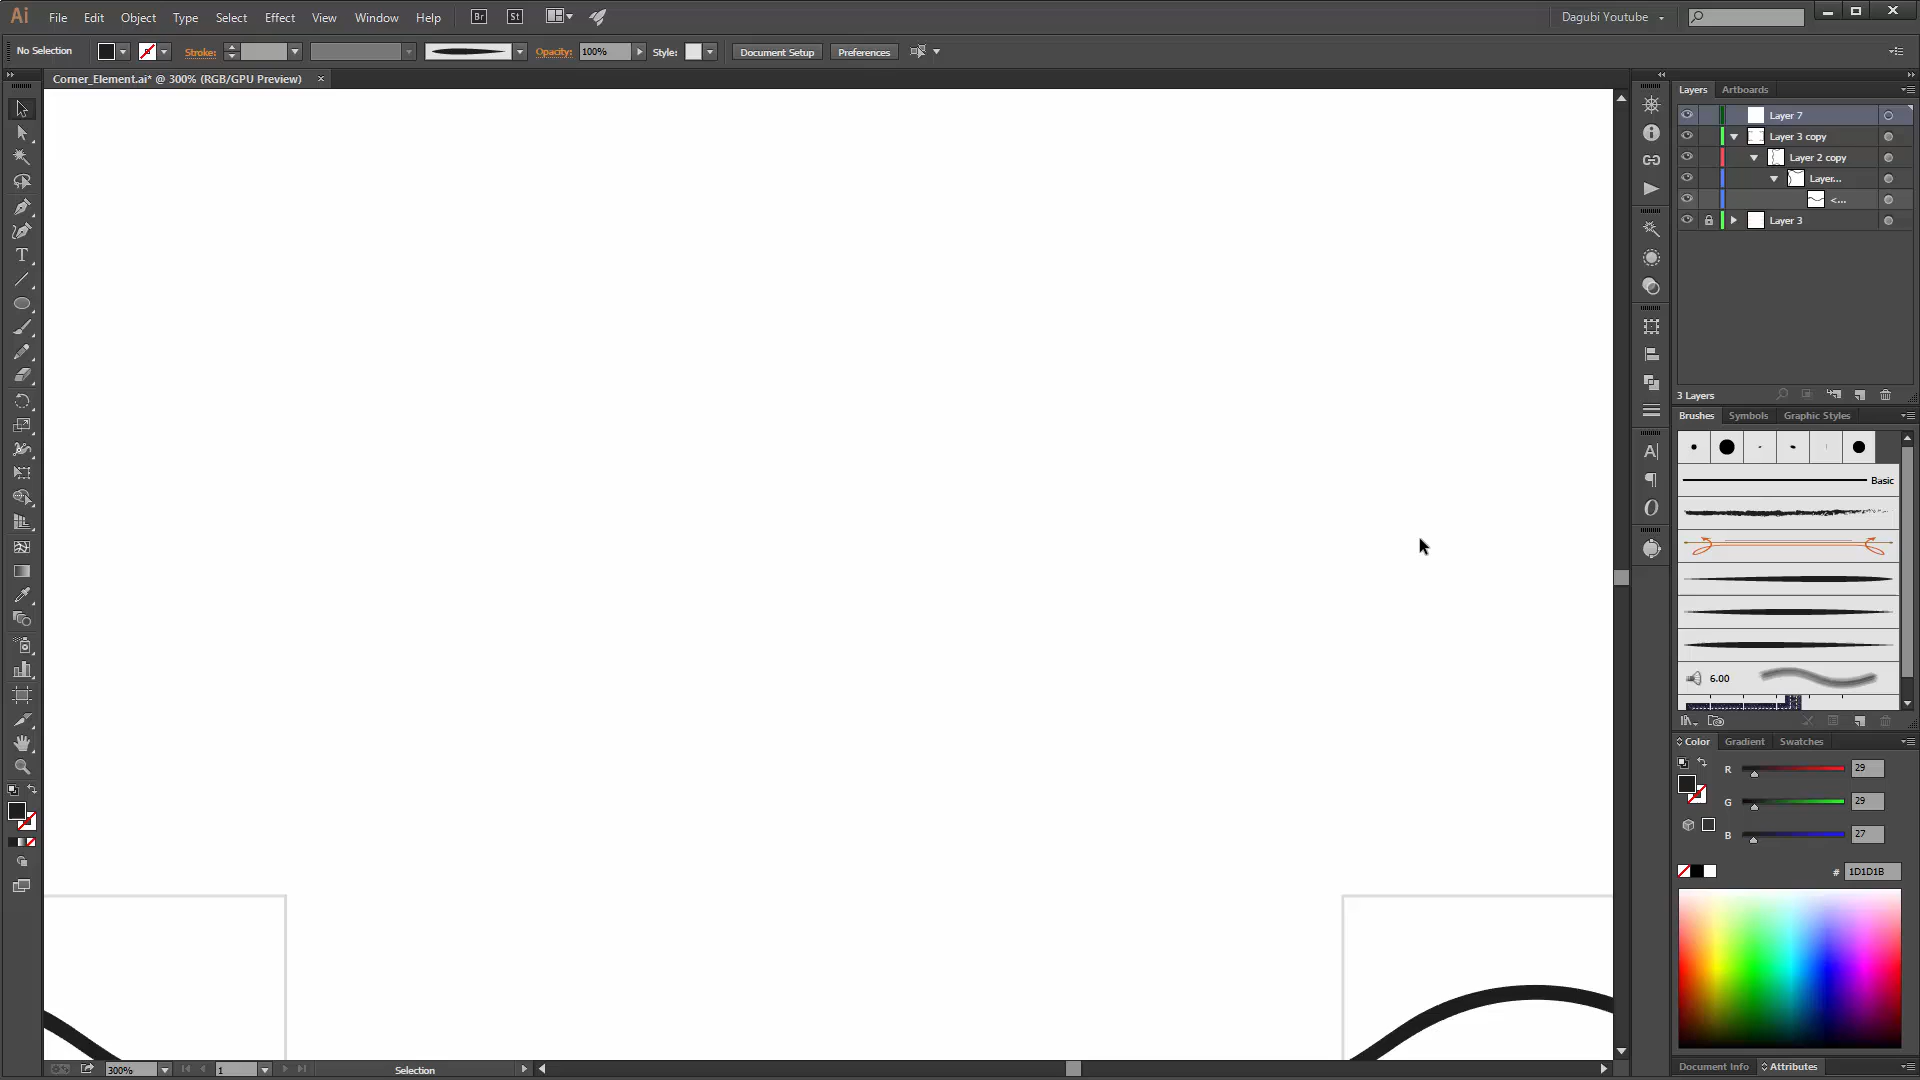 Ai File Edit Object Type Select Effect View Window Help Br St Dagubi Youtube
No Selection Stroke: Opacity: 100% Style: Document Setup Preferences
Corner_Element.ai* @ 300% (RGB/GPU Preview) ×
Layers Artboards
Layer 7
Layer 3 copy
Layer 2 copy
Layer...
<...
Layer 3
3 Layers
Brushes Symbols Graphic Styles
Basic
6.00
Color Gradient Swatches
R 29
G 29
B 27
# 1D1D1B
Document Info Attributes
300% 1 Selection